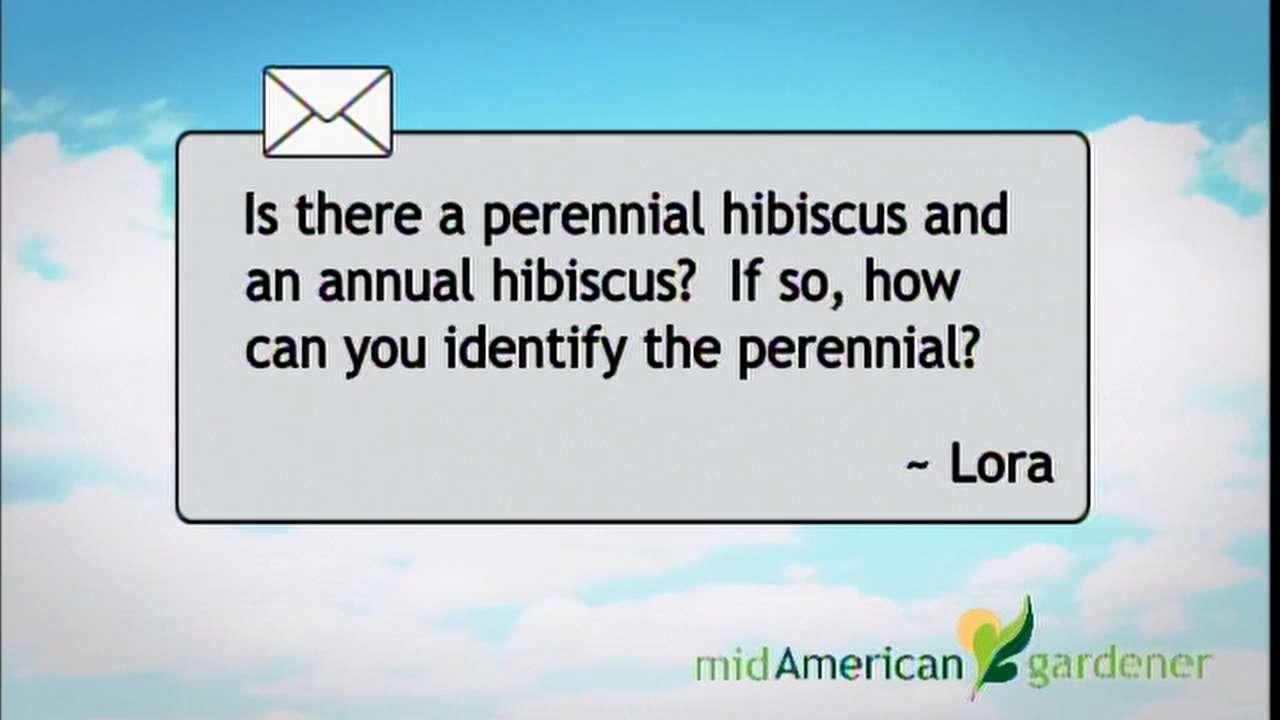 Is there a perennial hibiscus and
an annual hibiscus?  If so, how
can you identify the perennial?
~ Lora
midAmerican gardener